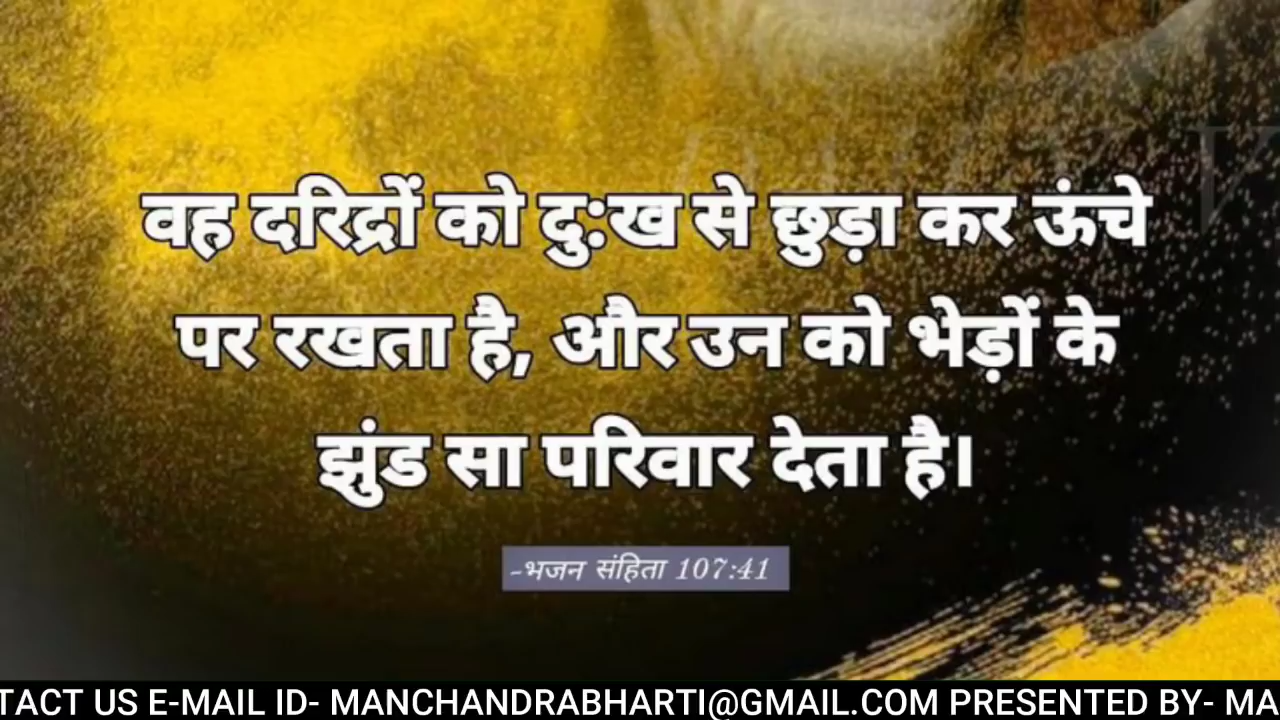 वह दरिद्रों को दु:ख से छुड़ा कर ऊंचे
पर रखता है, और उन को भेड़ों के
झुंड सा परिवार देता है।
-भजन संहिता 107:41
TACT US E-MAIL ID- MANCHANDRABHARTI@GMAIL.COM PRESENTED BY- MA